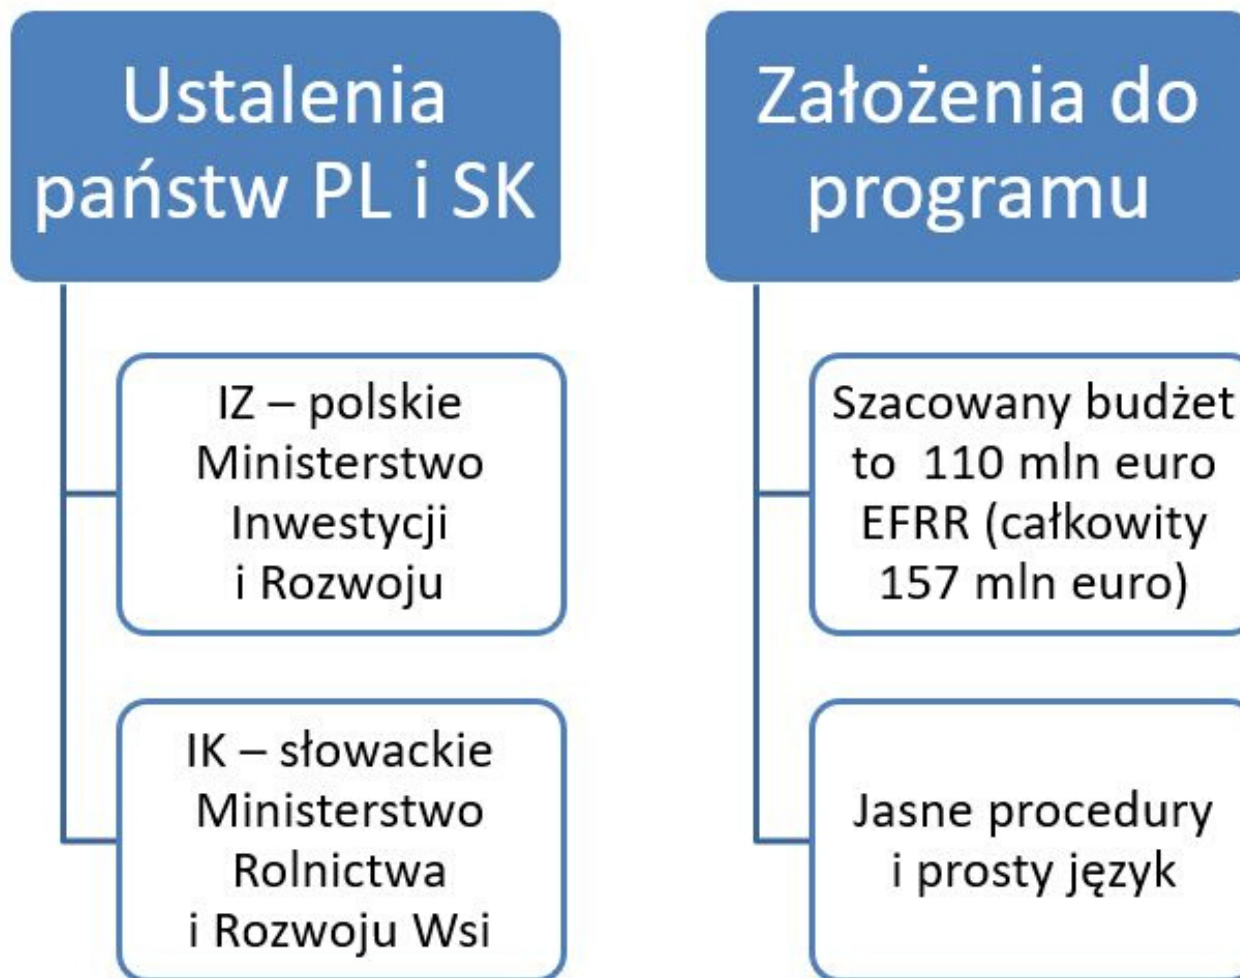 Ustalenia
państw PL i SK
IZ – polskie
Ministerstwo
Inwestycji
i Rozwoju
IK – słowackie
Ministerstwo
Rolnictwa
i Rozwoju Wsi
Założenia do
programu
Szacowany budżet
to 110 mln euro
EFRR (całkowity
157 mln euro)
Jasne procedury
i prosty język